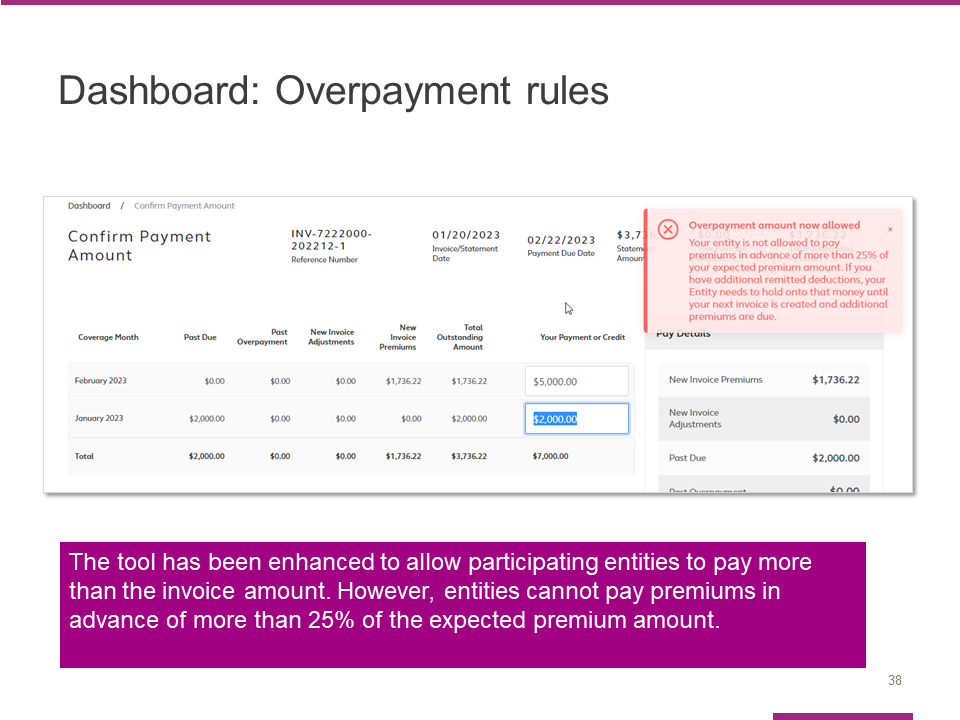 Dashboard: Overpayment rules
Dashboard / Confirm Payment Amount
Confirm Payment
Amount
INV-7222000-
202212-1
Reference Number
01/20/2023
Invoice/Statement
Date
02/22/2023
Payment Due Date
$3,736
Statement
Amount
Overpayment amount now allowed ×
Your entity is not allowed to pay
premiums in advance of more than 25% of
your expected premium amount. If you
have additional remitted deductions, your
Entity needs to hold onto that money until
your next invoice is created and additional
premiums are due.
Coverage Month
Past Due
Past
Overpayment
New Invoice
Adjustments
New
Invoice
Premiums
Total
Outstanding
Amount
Your Payment or Credit
February 2023 $0.00 $0.00 $0.00 $1,736.22 $1,736.22 $5,000.00
January 2023 $2,000.00 $0.00 $0.00 $0.00 $2,000.00 $2,000.00
Total $2,000.00 $0.00 $0.00 $1,736.22 $3,736.22 $7,000.00
Pay Details
New Invoice Premiums $1,736.22
New Invoice
Adjustments $0.00
Past Due $2,000.00
Past Overpayment $0.00
The tool has been enhanced to allow participating entities to pay more
than the invoice amount. However, entities cannot pay premiums in
advance of more than 25% of the expected premium amount.
38